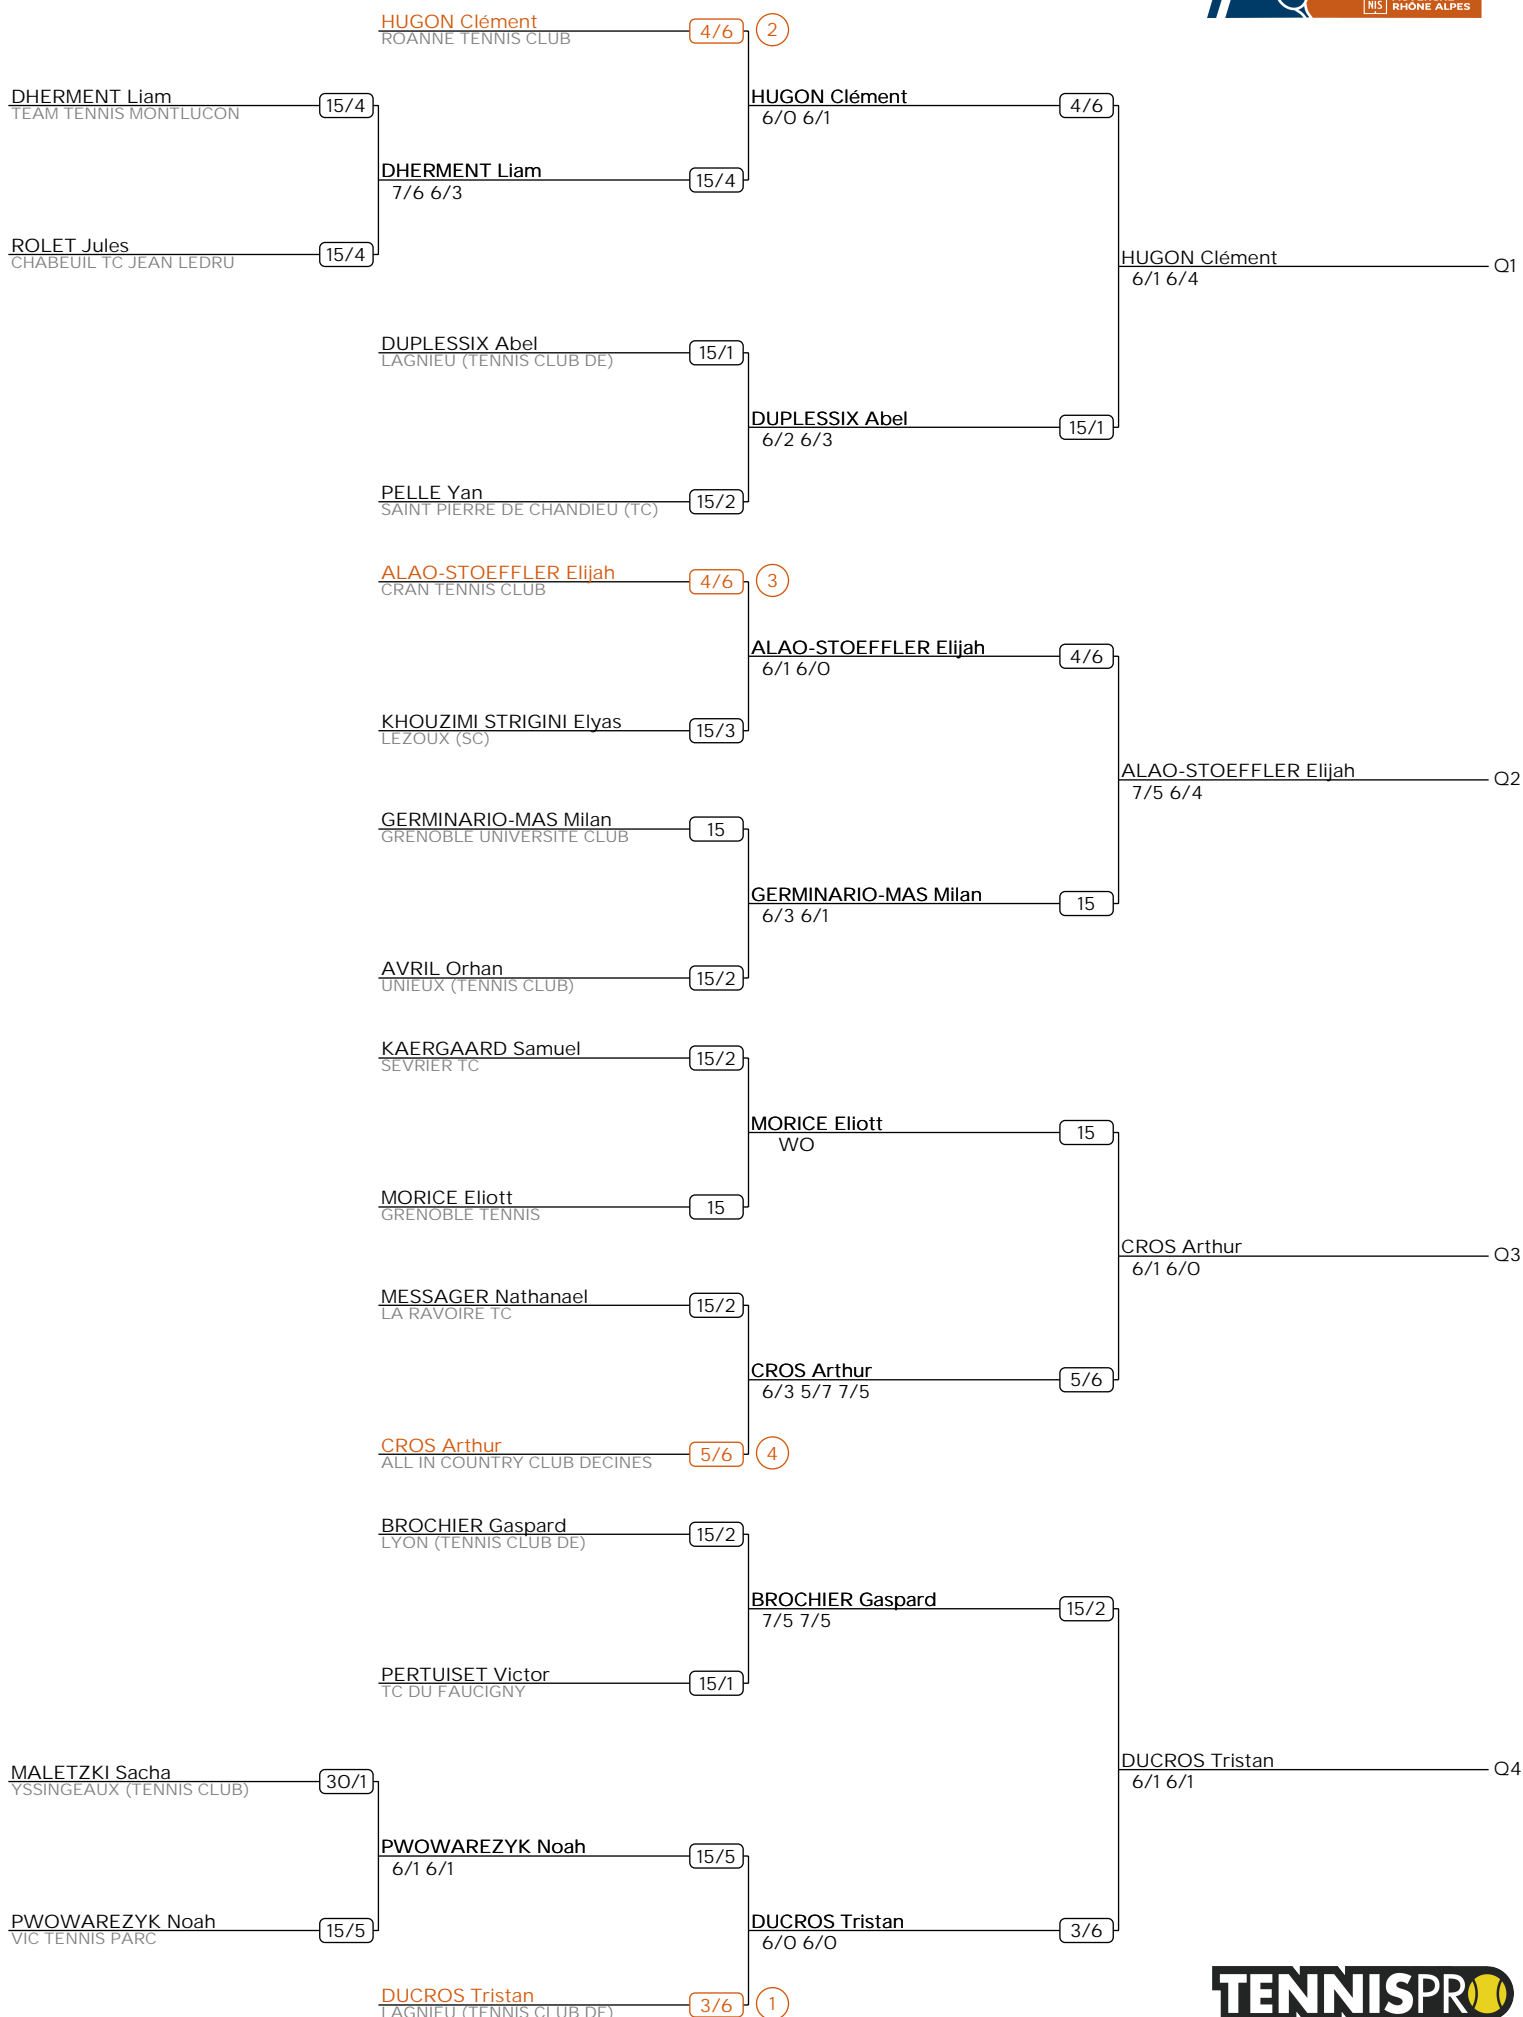 NIS RHÔNE ALPES
HUGON Clément
ROANNE TENNIS CLUB
4/6 2
DHERMENT Liam
TEAM TENNIS MONTLUCON
15/4
HUGON Clément
6/0 6/1
4/6
DHERMENT Liam
7/6 6/3
15/4
ROLET Jules
CHABEUIL TC JEAN LEDRU
15/4
HUGON Clément
6/1 6/4
Q1
DUPLESSIX Abel
LAGNIEU (TENNIS CLUB DE)
15/1
DUPLESSIX Abel
6/2 6/3
15/1
PELLE Yan
SAINT PIERRE DE CHANDIEU (TC)
15/2
ALAO-STOEFFLER Elijah
CRAN TENNIS CLUB
4/6 3
ALAO-STOEFFLER Elijah
6/1 6/0
4/6
KHOUZIMI STRIGINI Elyas
LEZOUX (SC)
15/3
ALAO-STOEFFLER Elijah
7/5 6/4
Q2
GERMINARIO-MAS Milan
GRENOBLE UNIVERSITE CLUB
15
GERMINARIO-MAS Milan
6/3 6/1
15
AVRIL Orhan
UNIEUX (TENNIS CLUB)
15/2
KAERGAARD Samuel
SEVRIER TC
15/2
MORICE Eliott
WO
15
MORICE Eliott
GRENOBLE TENNIS
15
CROS Arthur
6/1 6/0
Q3
MESSAGER Nathanael
LA RAVOIRE TC
15/2
CROS Arthur
6/3 5/7 7/5
5/6
CROS Arthur
ALL IN COUNTRY CLUB DECINES
5/6 4
BROCHIER Gaspard
LYON (TENNIS CLUB DE)
15/2
BROCHIER Gaspard
7/5 7/5
15/2
PERTUISET Victor
TC DU FAUCIGNY
15/1
MALETZKI Sacha
YSSINGEAUX (TENNIS CLUB)
30/1
DUCROS Tristan
6/1 6/1
Q4
PWOWAREZYK Noah
6/1 6/1
15/5
PWOWAREZYK Noah
VIC TENNIS PARC
15/5
DUCROS Tristan
6/0 6/0
3/6
DUCROS Tristan
LAGNIEU (TENNIS CLUB DE)
3/6 1
TENNISPRO